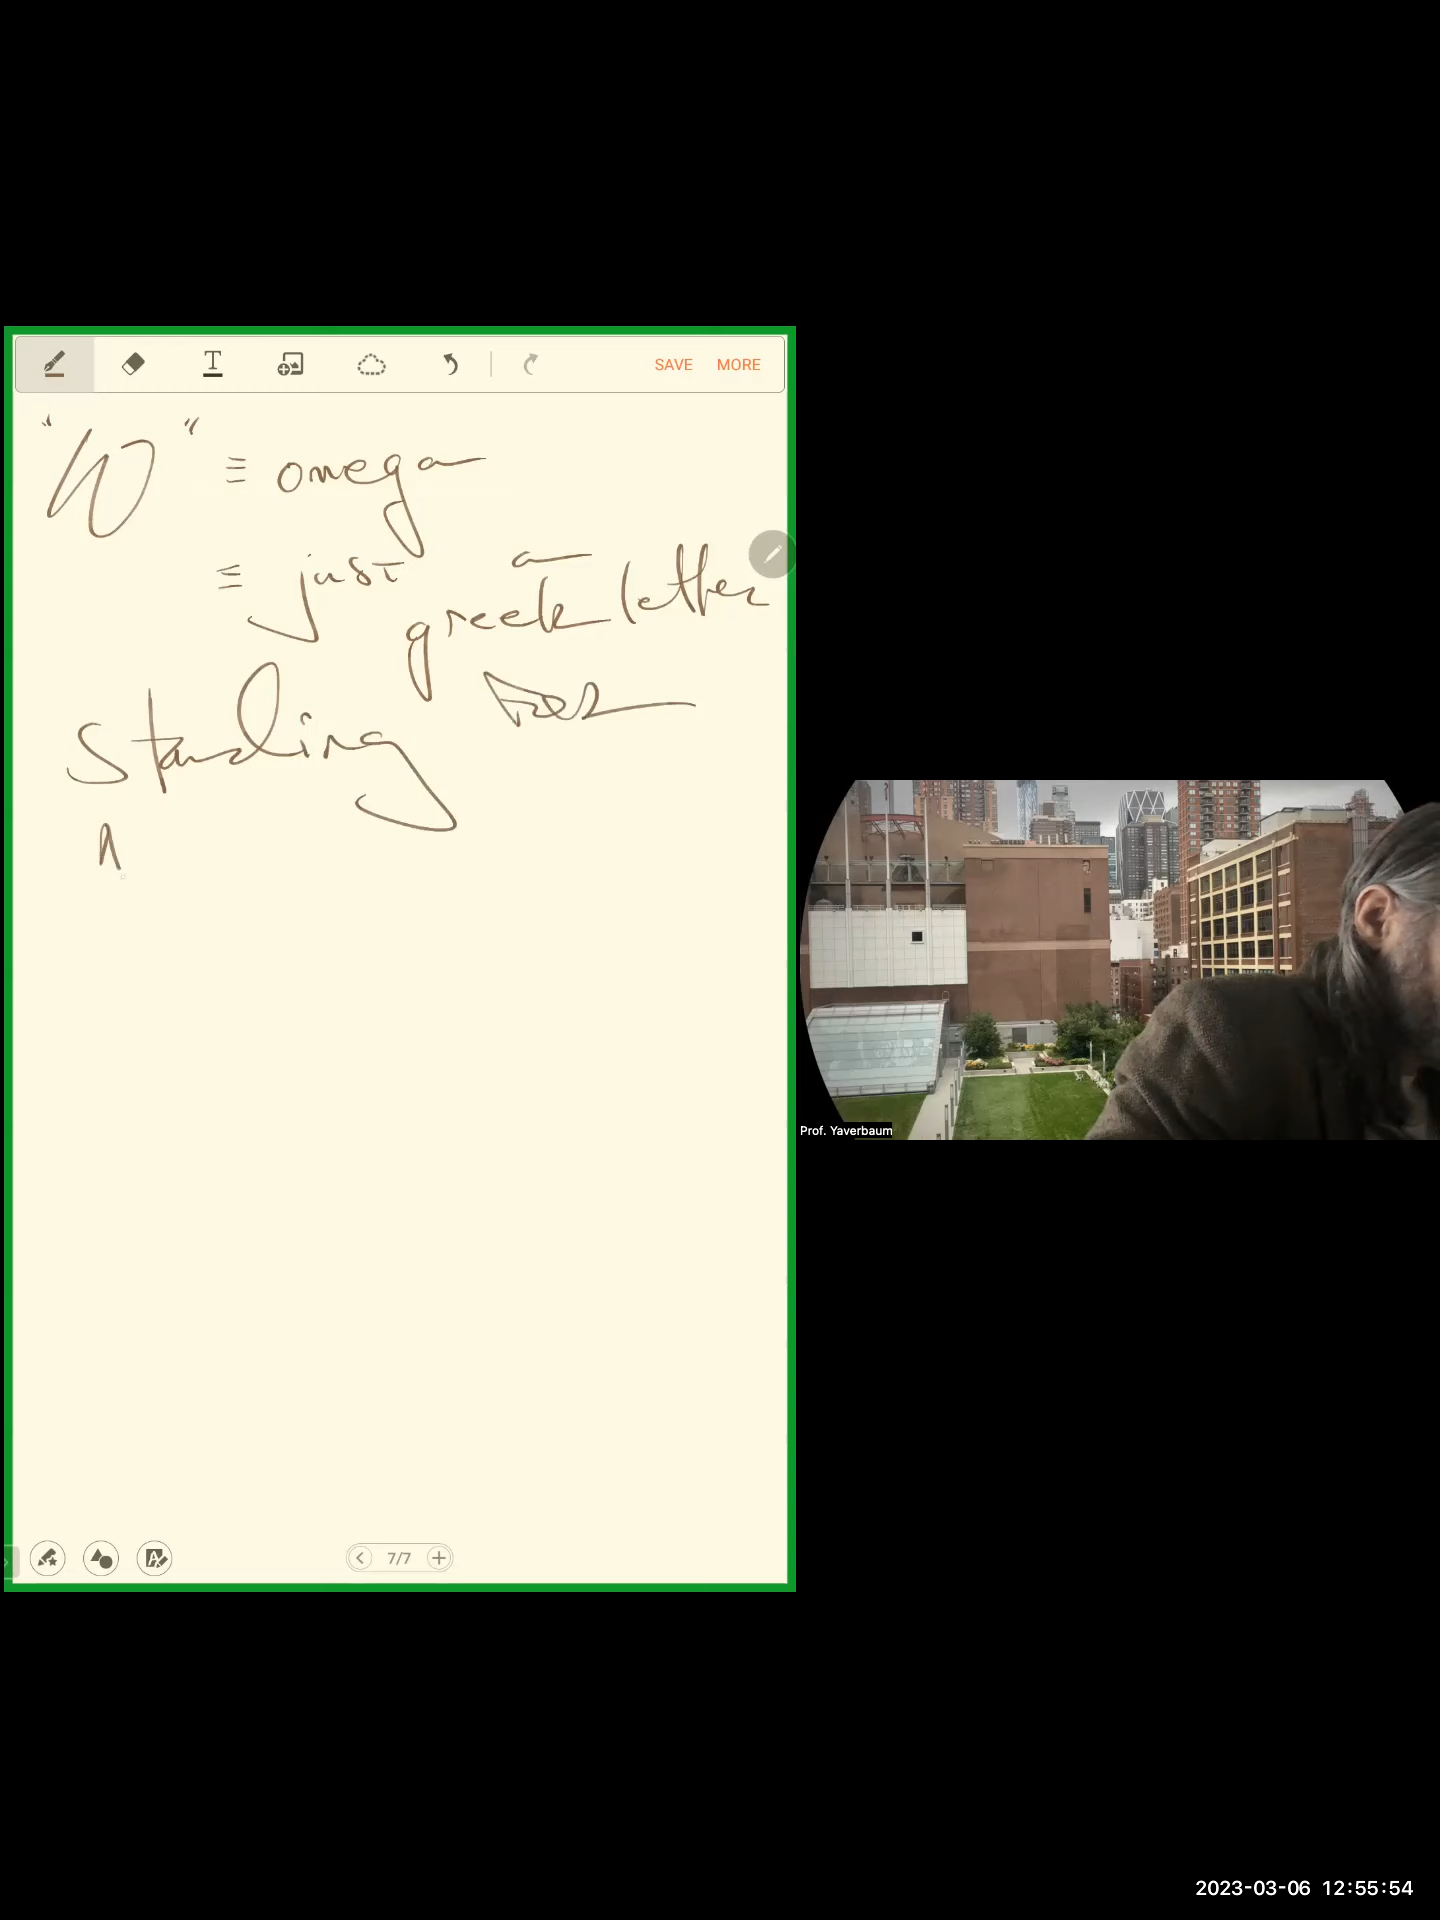 T SAVE MORE
"W" ≡ omega
≡ just a
greek letter
standing for
A
7/7
Prof. Yaverbaum
2023-03-06 12:55:54